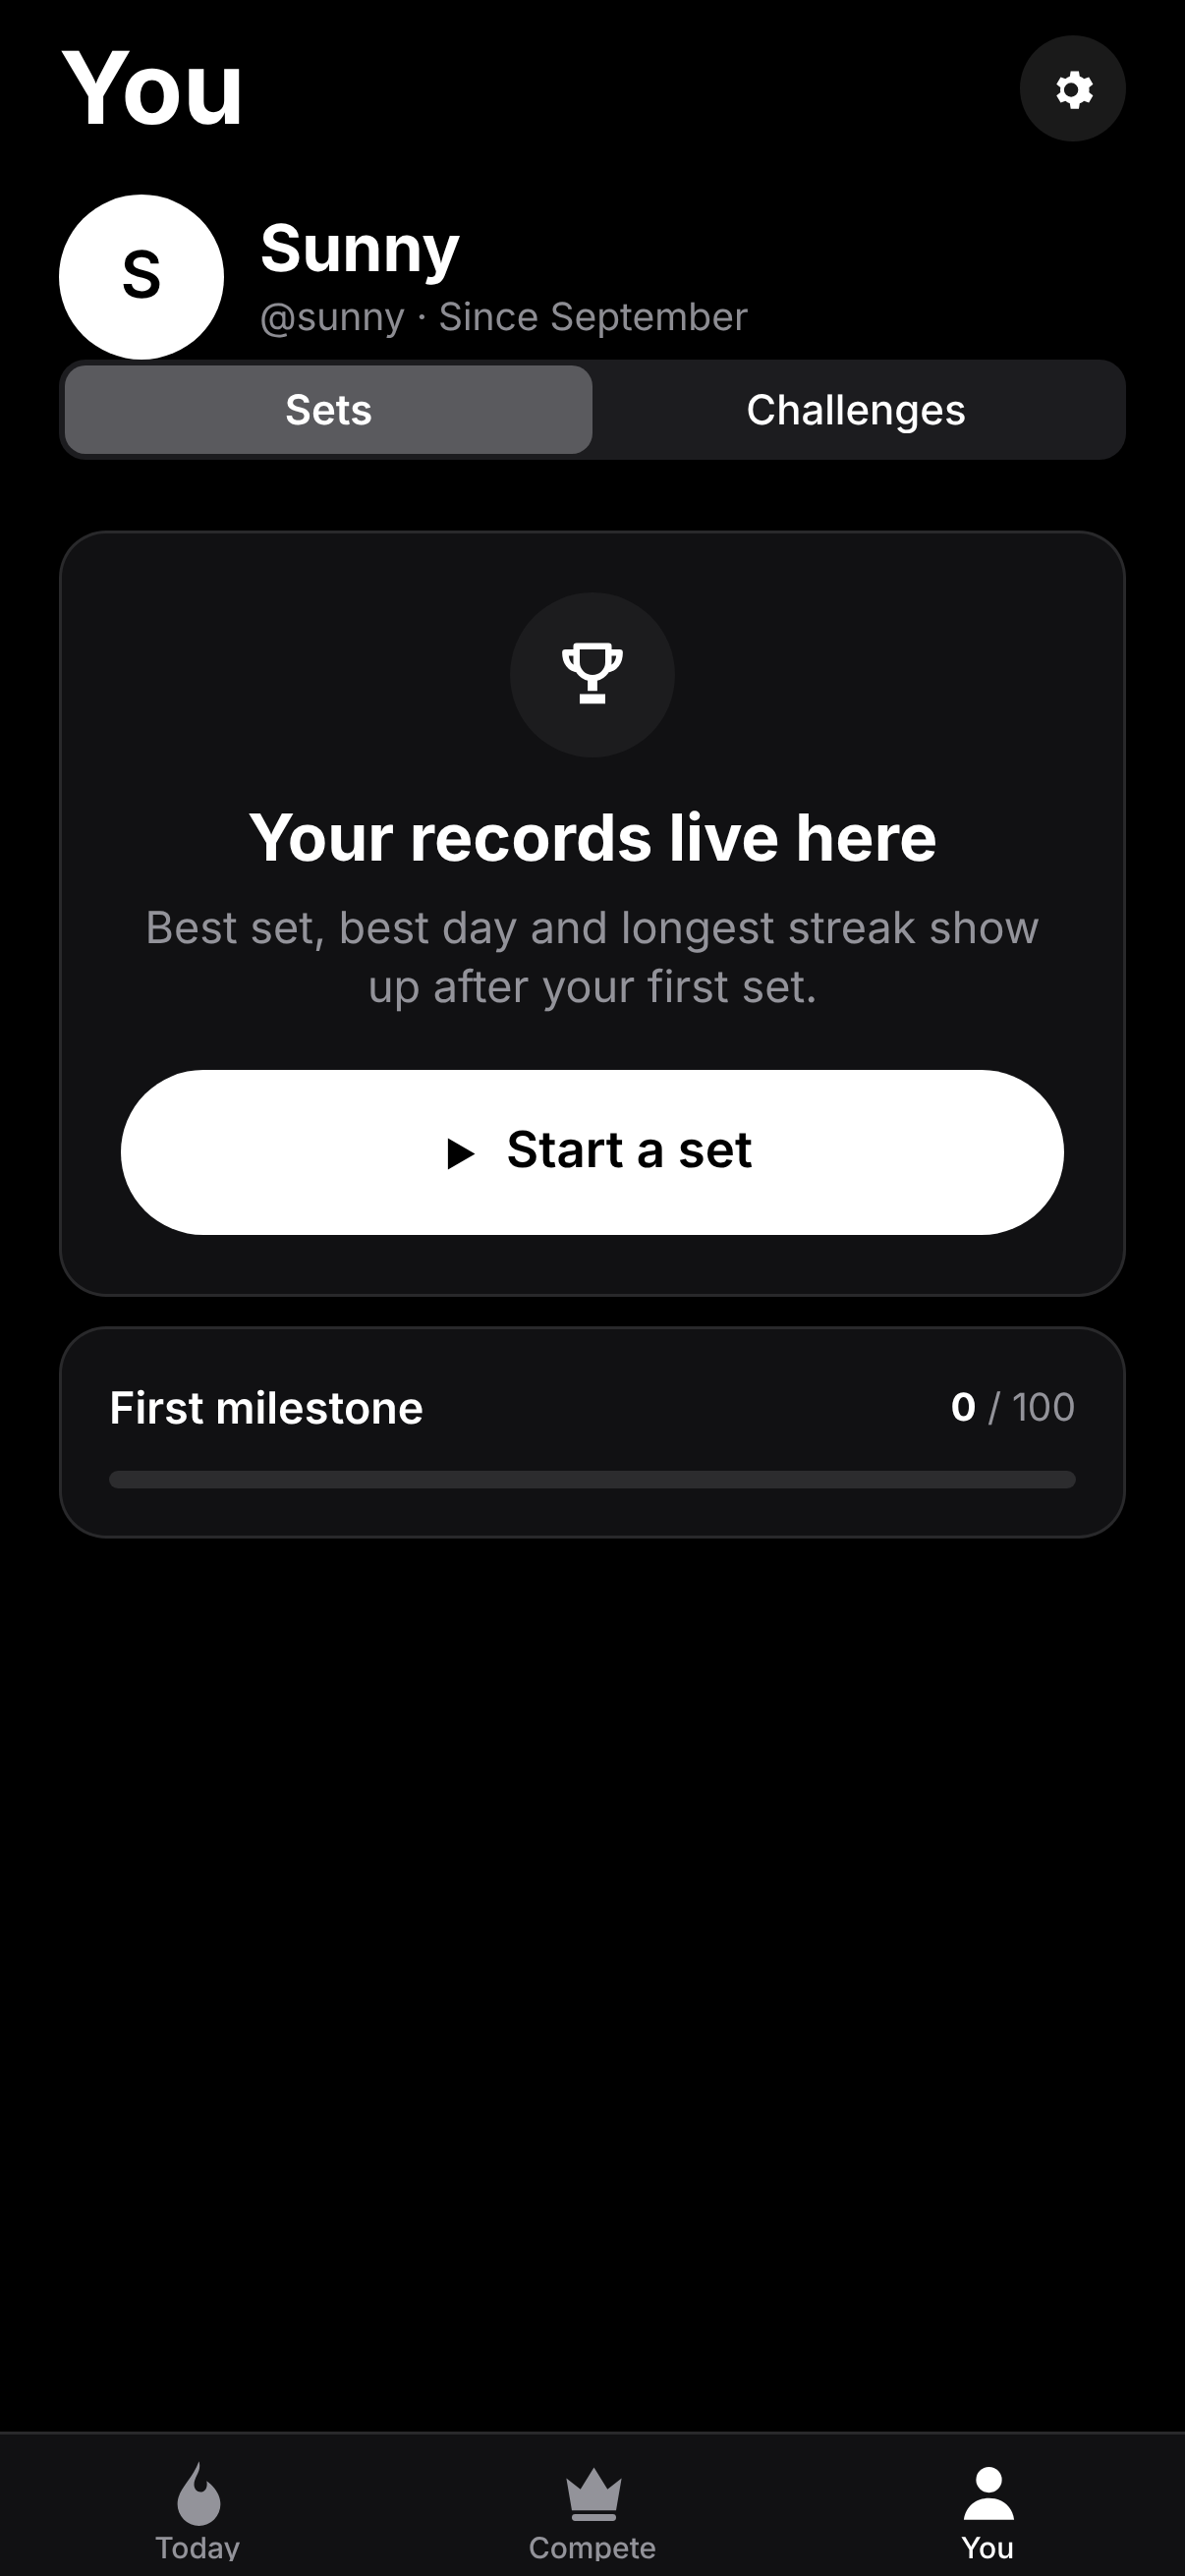 You
S
Sunny
@sunny · Since September
Sets
Challenges
Your records live here
Best set, best day and longest streak show
up after your first set.
Start a set
First milestone
0 / 100
Today
Compete
You